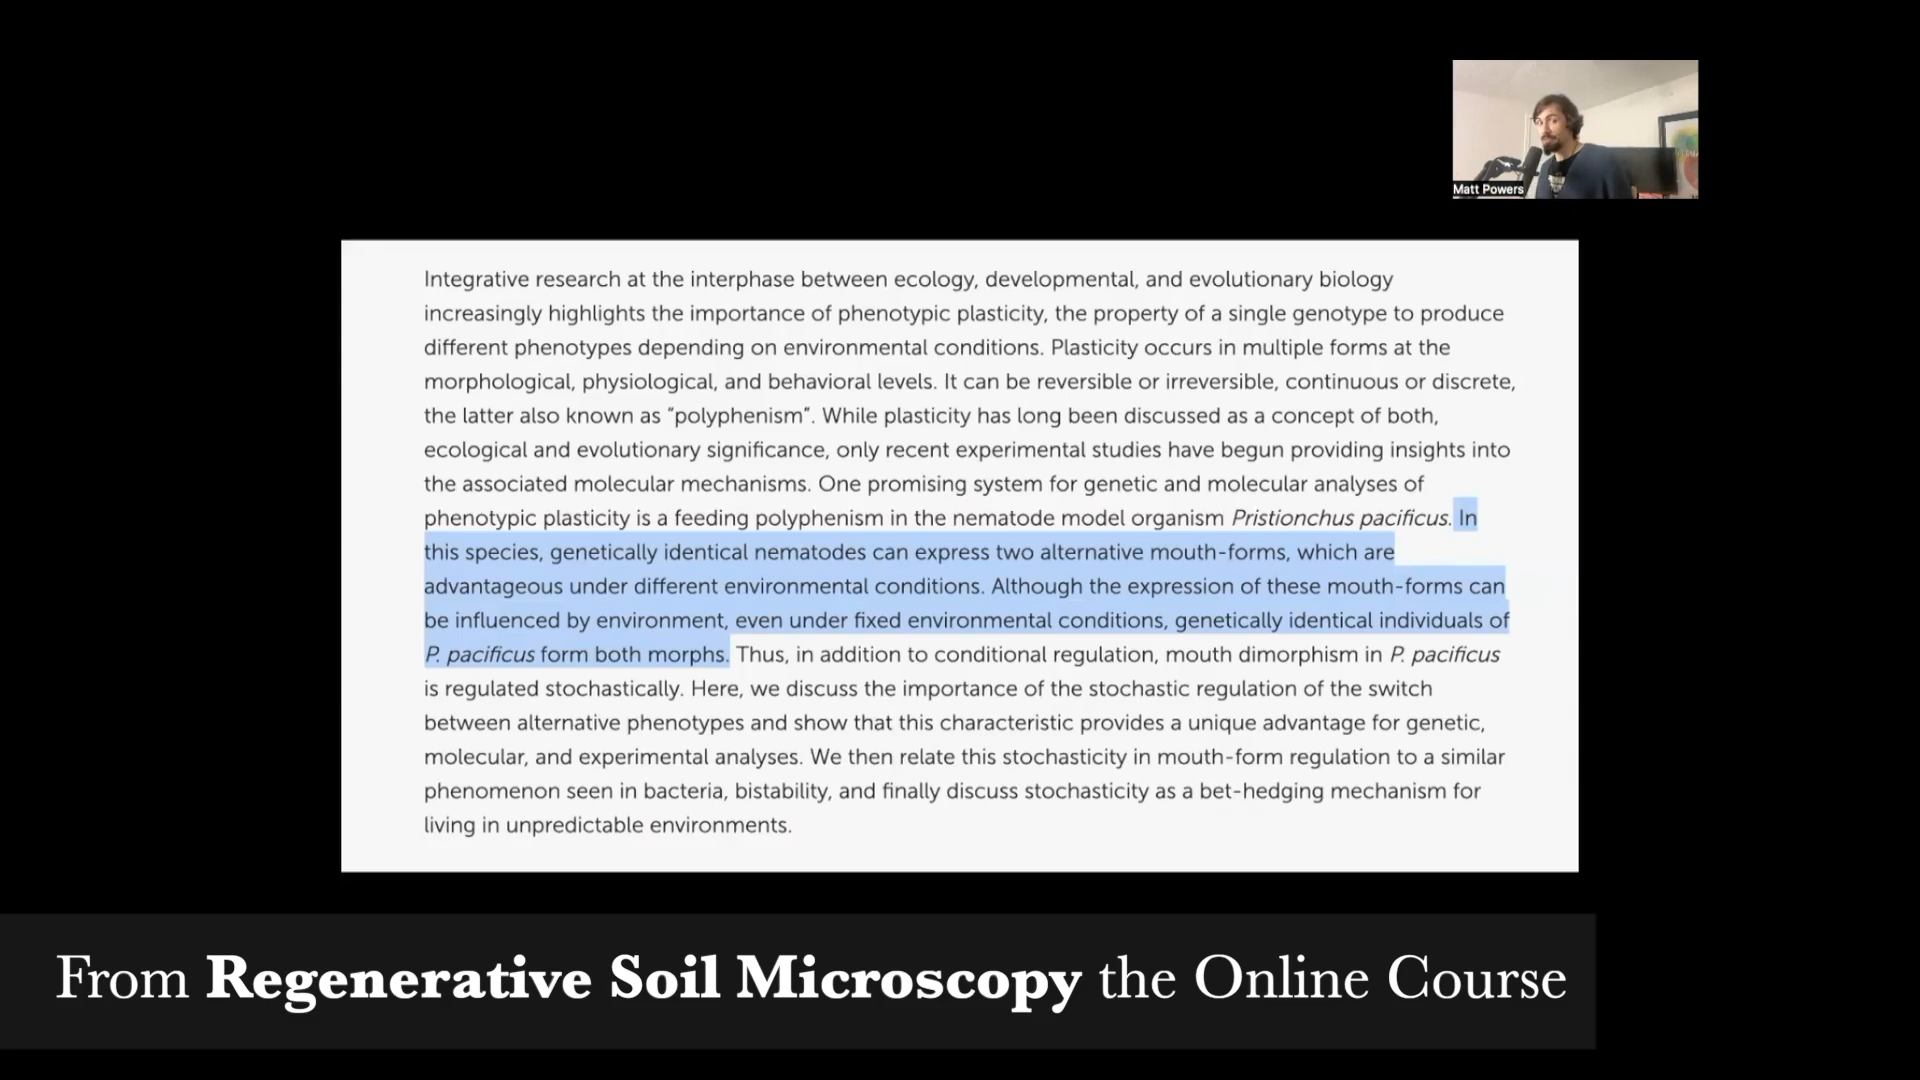 Matt Powers
Integrative research at the interphase between ecology, developmental, and evolutionary biology
increasingly highlights the importance of phenotypic plasticity, the property of a single genotype to produce
different phenotypes depending on environmental conditions. Plasticity occurs in multiple forms at the
morphological, physiological, and behavioral levels. It can be reversible or irreversible, continuous or discrete,
the latter also known as “polyphenism”. While plasticity has long been discussed as a concept of both,
ecological and evolutionary significance, only recent experimental studies have begun providing insights into
the associated molecular mechanisms. One promising system for genetic and molecular analyses of
phenotypic plasticity is a feeding polyphenism in the nematode model organism Pristionchus pacificus. In
this species, genetically identical nematodes can express two alternative mouth-forms, which are
advantageous under different environmental conditions. Although the expression of these mouth-forms can
be influenced by environment, even under fixed environmental conditions, genetically identical individuals of
P. pacificus form both morphs. Thus, in addition to conditional regulation, mouth dimorphism in P. pacificus
is regulated stochastically. Here, we discuss the importance of the stochastic regulation of the switch
between alternative phenotypes and show that this characteristic provides a unique advantage for genetic,
molecular, and experimental analyses. We then relate this stochasticity in mouth-form regulation to a similar
phenomenon seen in bacteria, bistability, and finally discuss stochasticity as a bet-hedging mechanism for
living in unpredictable environments.
From Regenerative Soil Microscopy the Online Course